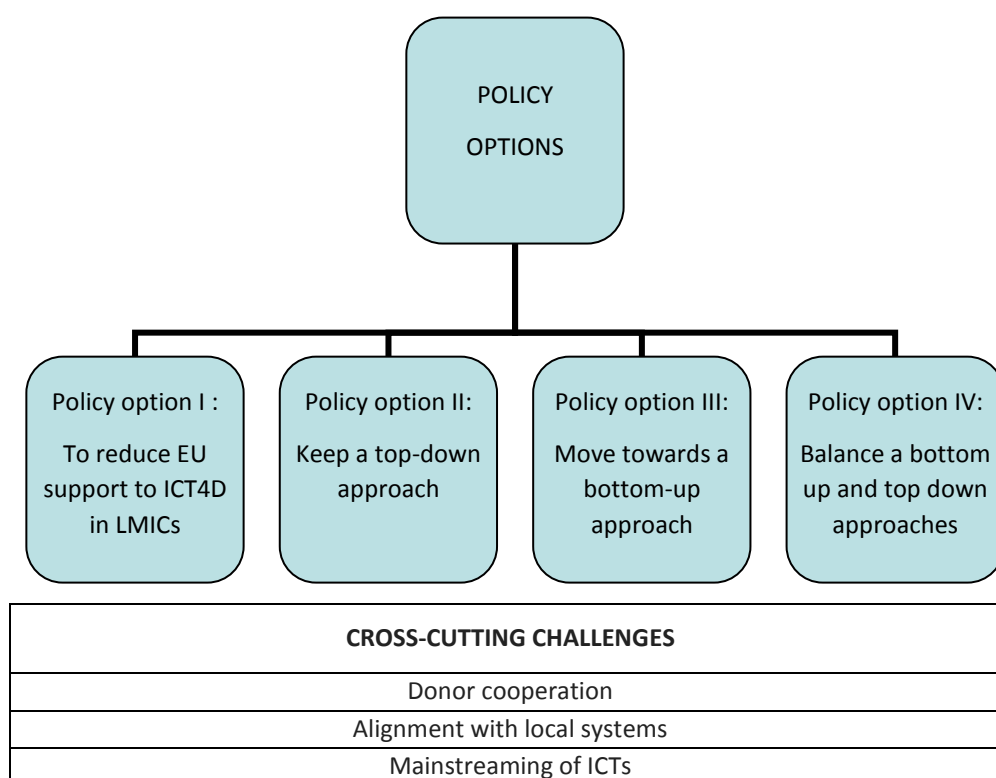 POLICY
OPTIONS
Policy option I :
To reduce EU
support to ICT4D
in LMICs
Policy option II:
Keep a top-down
approach
Policy option III:
Move towards a
bottom-up
approach
Policy option IV:
Balance a bottom
up and top down
approaches
CROSS-CUTTING CHALLENGES
Donor cooperation
Alignment with local systems
Mainstreaming of ICTs